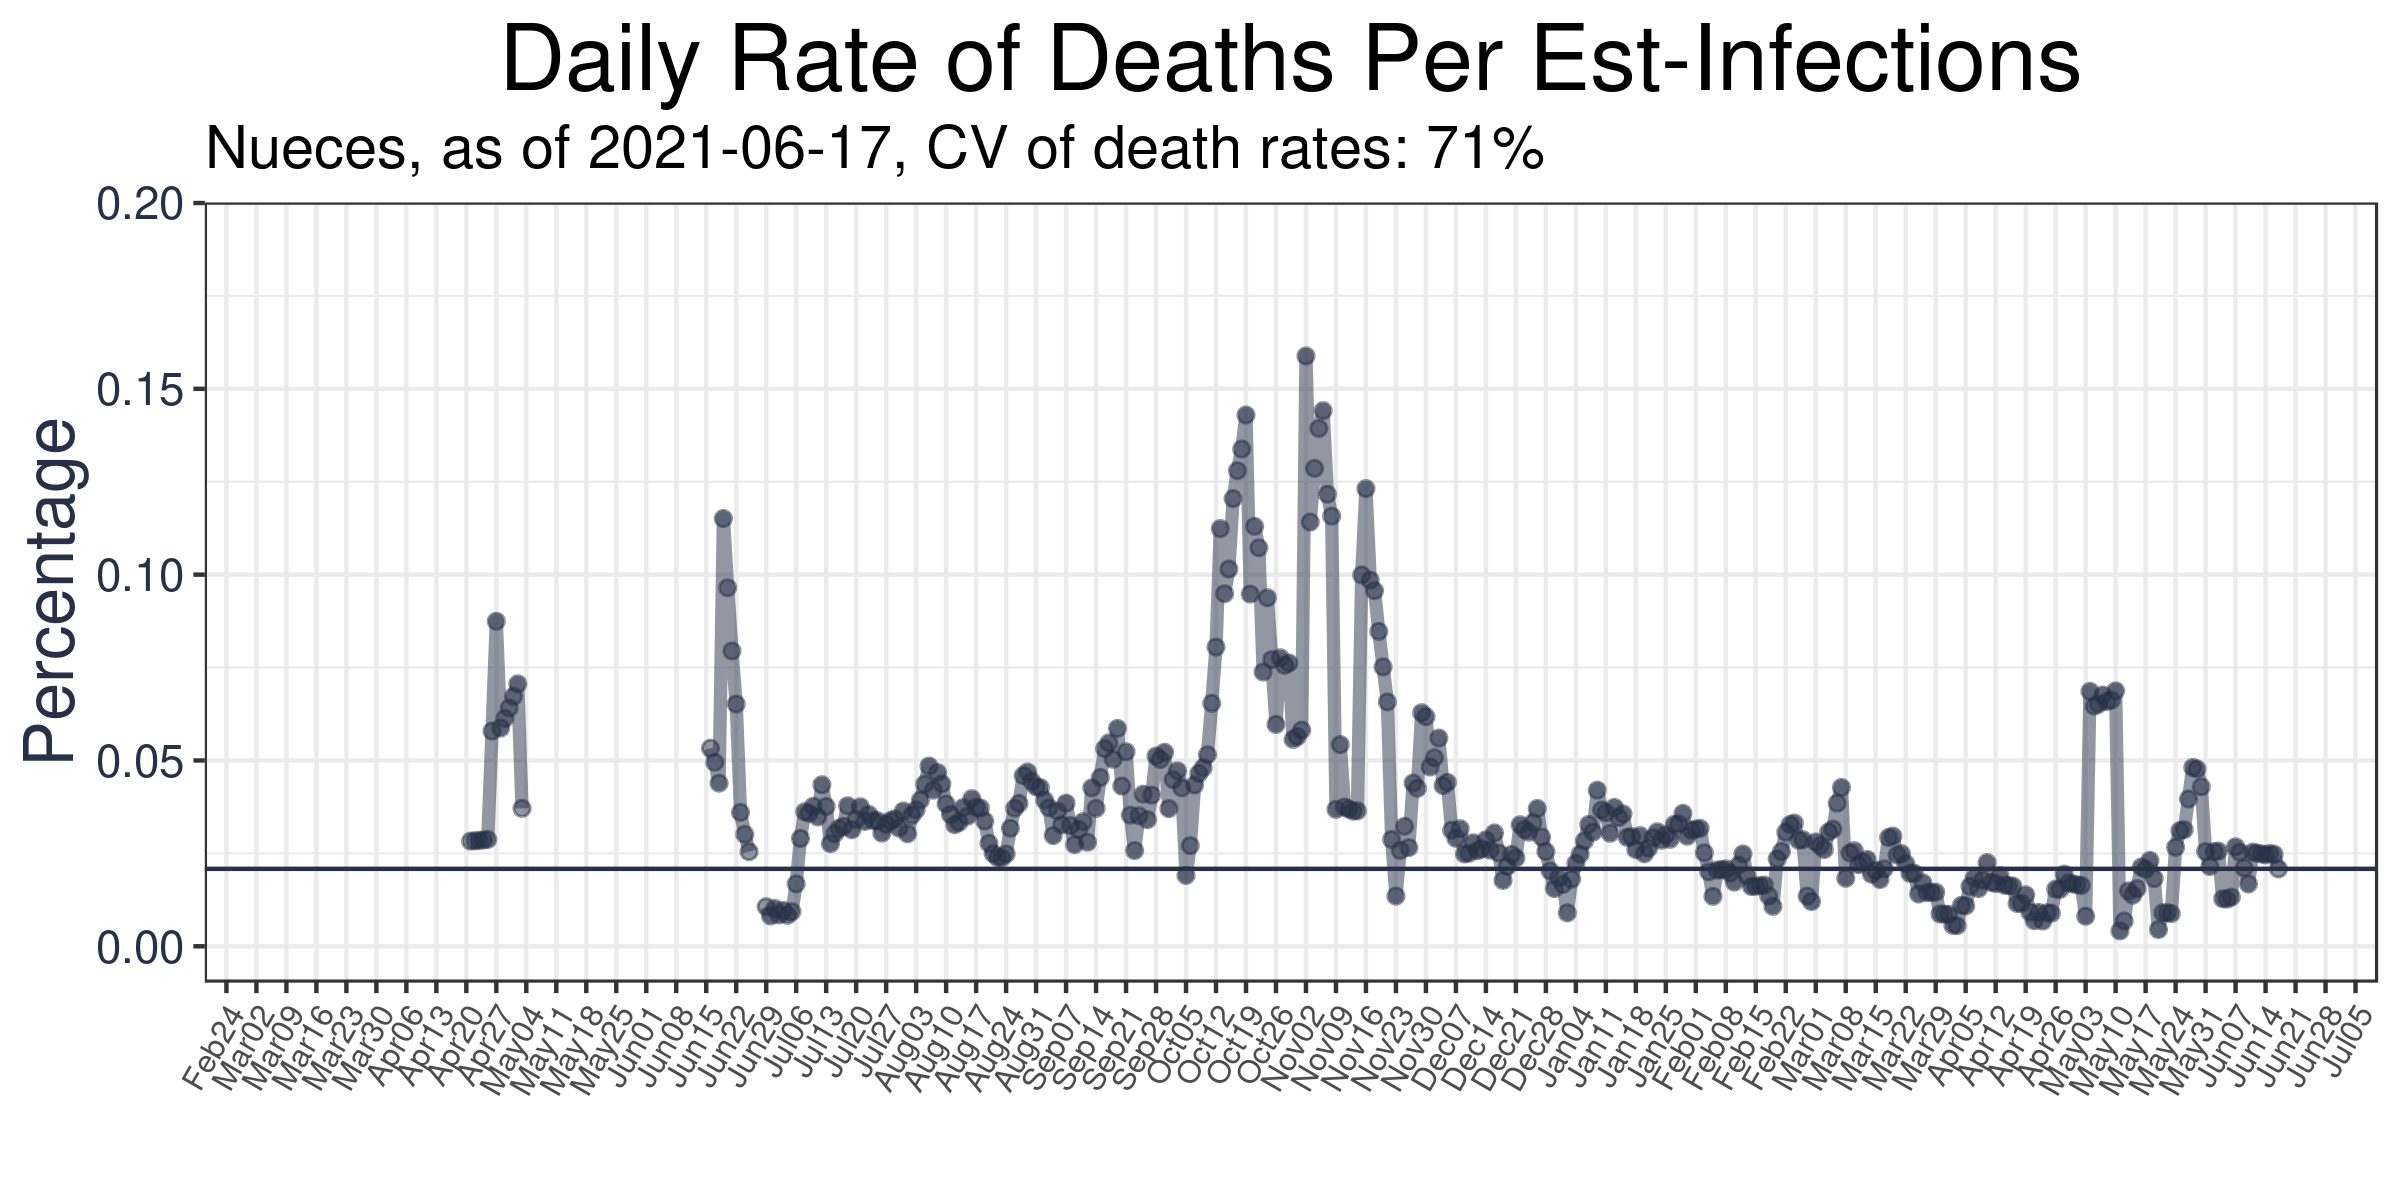 Daily Rate of Deaths Per Est-Infections
Nueces, as of 2021-06-17, CV of death rates: 71%
Percentage
0.20
0.15
0.10
0.05
0.00
Feb24
Mar02
Mar09
Mar16
Mar23
Mar30
Apr06
Apr13
Apr20
Apr27
May04
May11
May18
May25
Jun01
Jun08
Jun15
Jun22
Jun29
Jul06
Jul13
Jul20
Jul27
Aug03
Aug10
Aug17
Aug24
Aug31
Sep07
Sep14
Sep21
Sep28
Oct05
Oct12
Oct19
Oct26
Nov02
Nov09
Nov16
Nov23
Nov30
Dec07
Dec14
Dec21
Dec28
Jan04
Jan11
Jan18
Jan25
Feb01
Feb08
Feb15
Feb22
Mar01
Mar08
Mar15
Mar22
Mar29
Apr05
Apr12
Apr19
Apr26
May03
May10
May17
May24
May31
Jun07
Jun14
Jun21
Jun28
Jul05